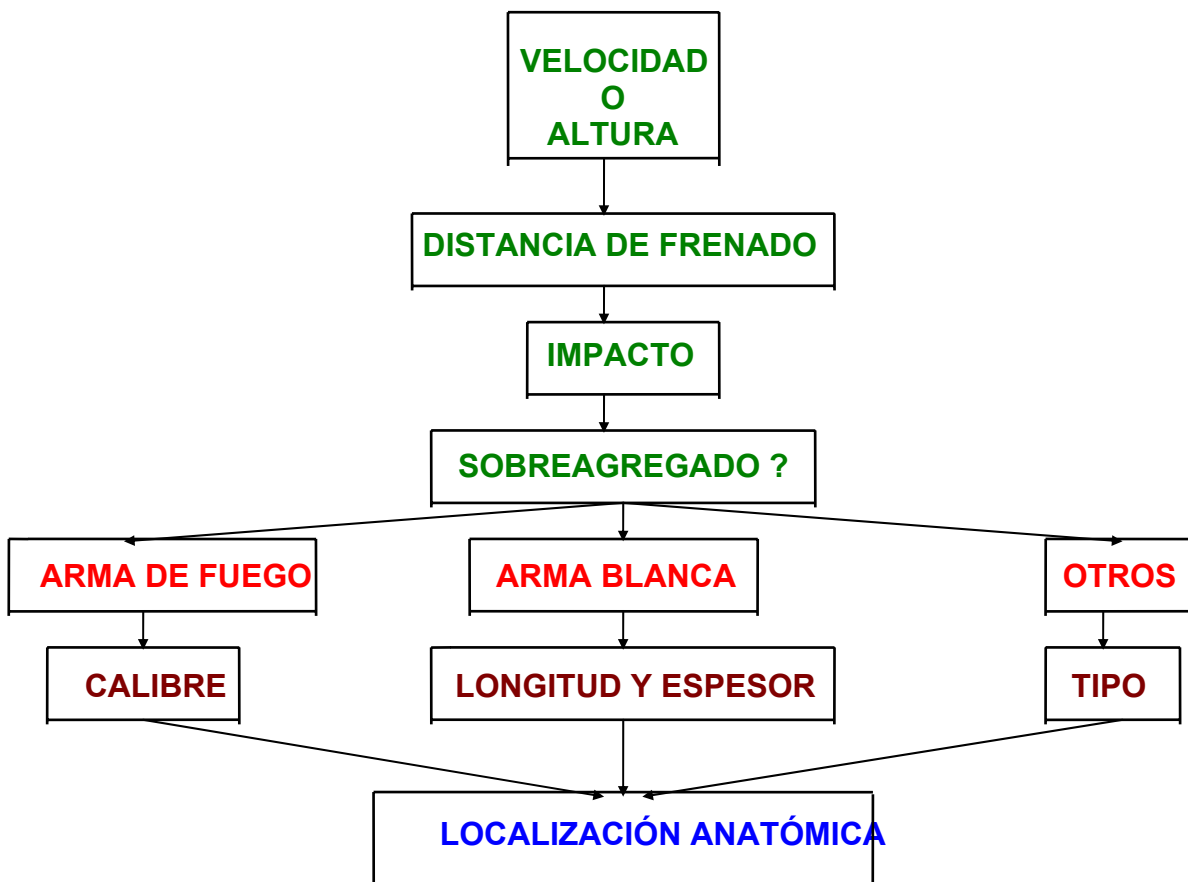 VELOCIDAD
O
ALTURA
DISTANCIA DE FRENADO
IMPACTO
SOBREAGREGADO ?
ARMA DE FUEGO
ARMA BLANCA
OTROS
CALIBRE
LONGITUD Y ESPESOR
TIPO
LOCALIZACIÓN ANATÓMICA